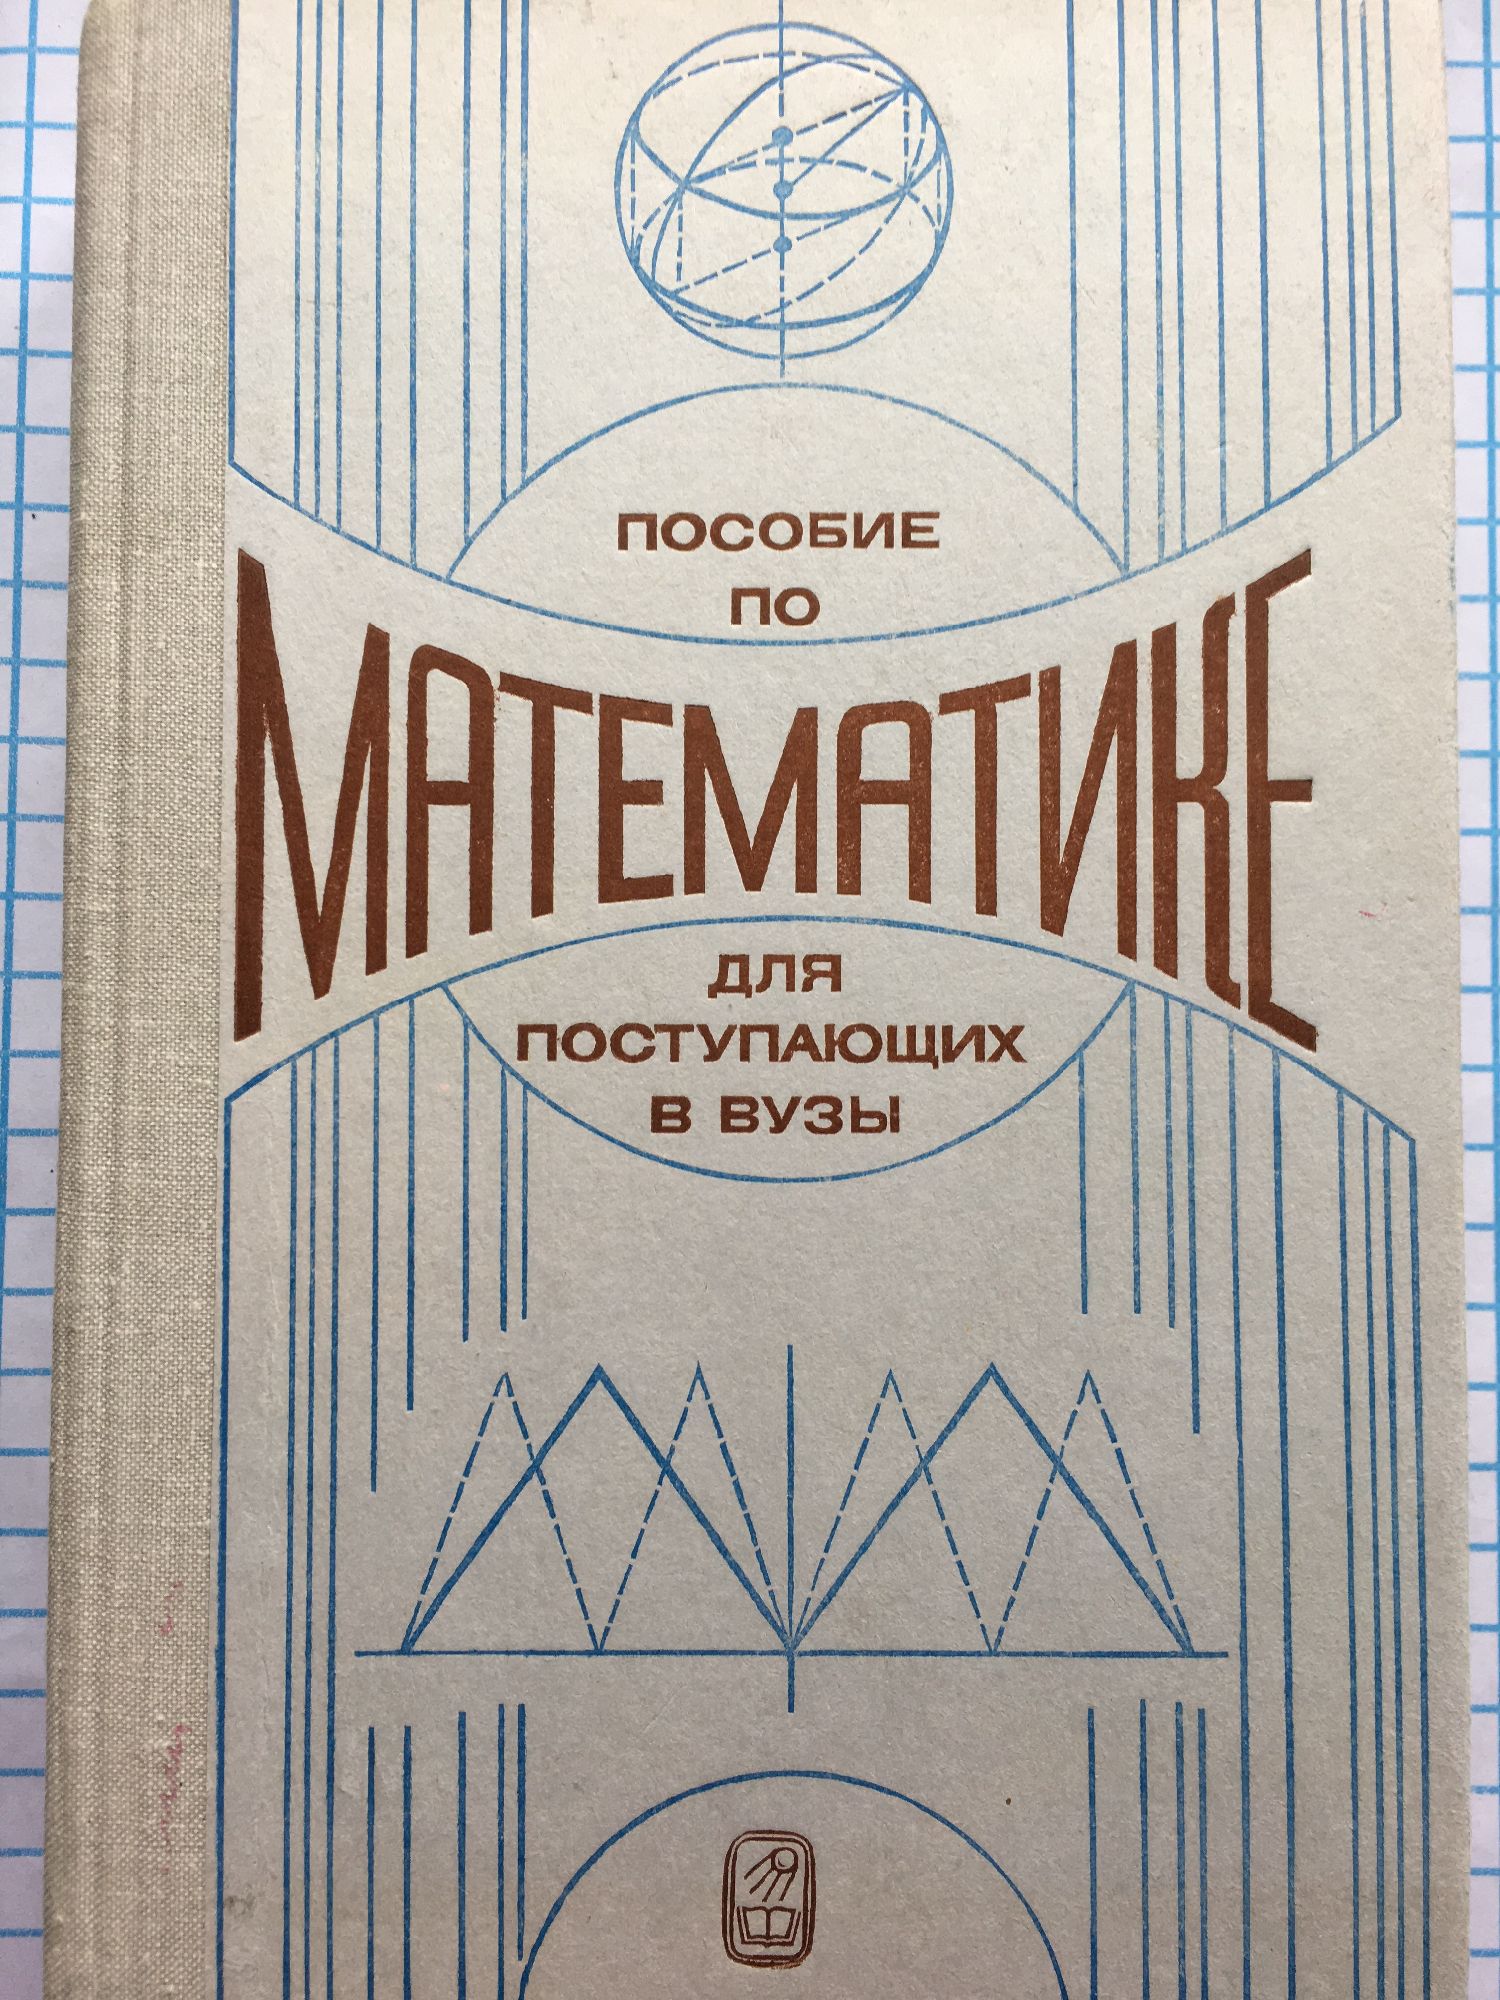 ПОСОБИЕ
ПО
МАТЕМАТИКЕ
ДЛЯ
ПОСТУПАЮЩИХ
В ВУЗЫ